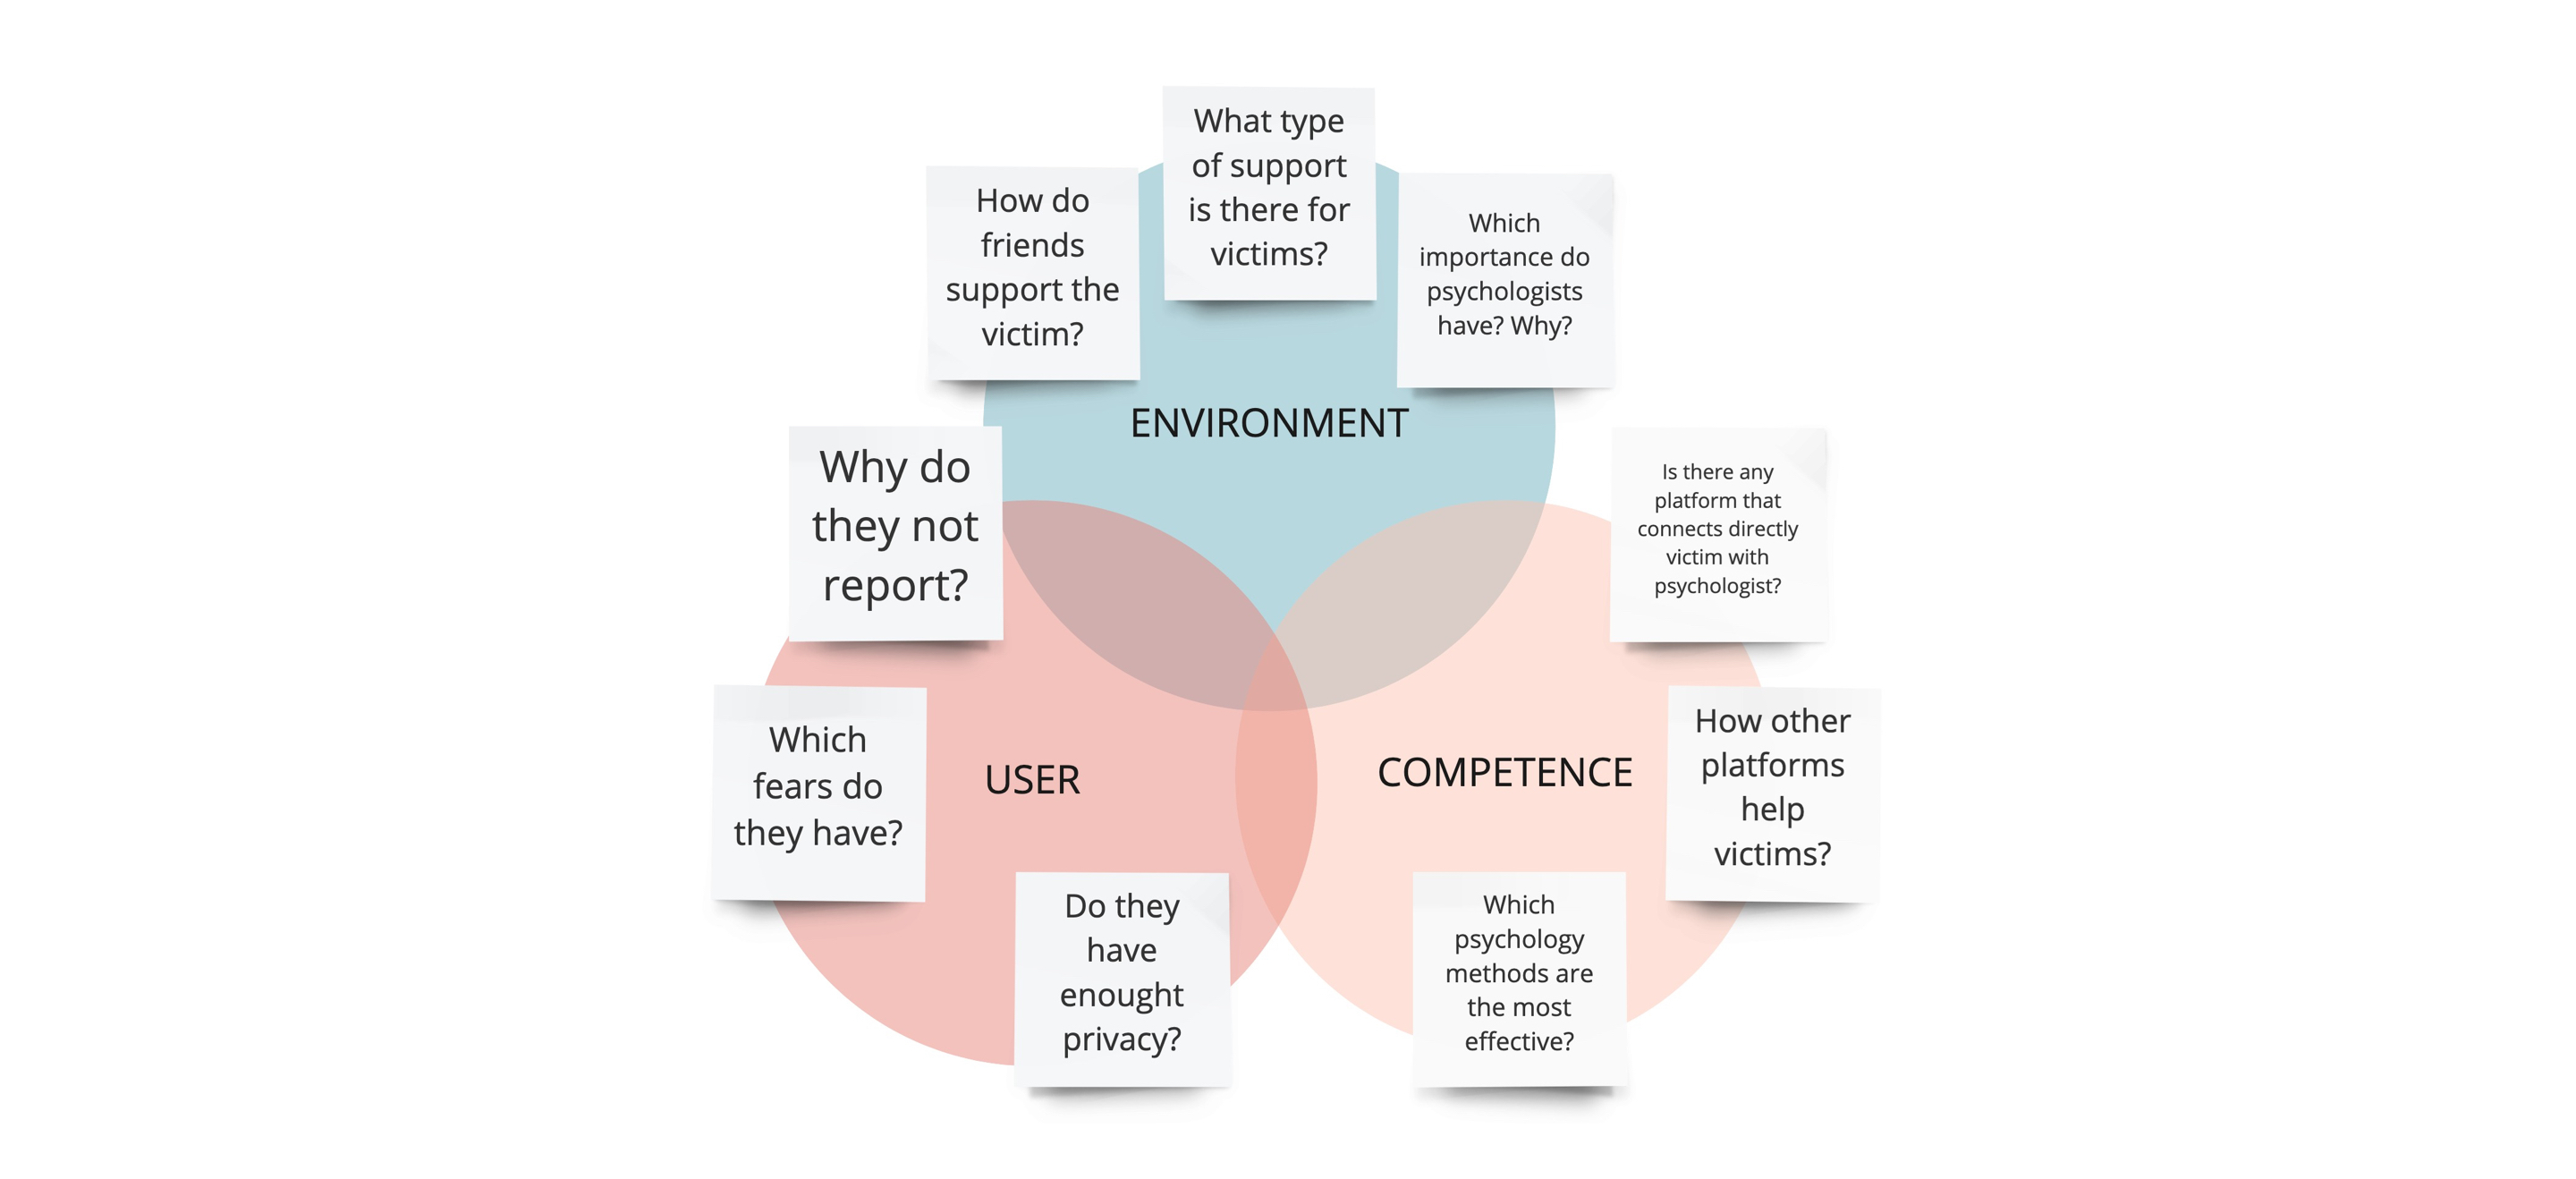 What type
of support
is there for
victims?
How do
friends
support the
victim?
Which
importance do
psychologists
have? Why?
ENVIRONMENT
Why do
they not
report?
Is there any
platform that
connects directly
victim with
psychologist?
Which
fears do
they have?
USER
COMPETENCE
How other
platforms
help
victims?
Do they
have
enought
privacy?
Which
psychology
methods are
the most
effective?